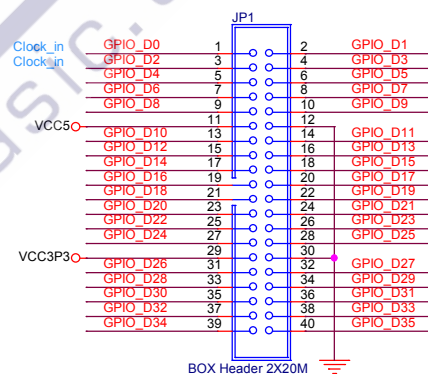 JP1
Clock_in GPIO_D0 1 2 GPIO_D1
Clock_in GPIO_D2 3 4 GPIO_D3
GPIO_D4 5 6 GPIO_D5
GPIO_D6 7 8 GPIO_D7
GPIO_D8 9 10 GPIO_D9
VCC5 11 12
GPIO_D10 13 14 GPIO_D11
GPIO_D12 15 16 GPIO_D13
GPIO_D14 17 18 GPIO_D15
GPIO_D16 19 20 GPIO_D17
GPIO_D18 21 22 GPIO_D19
GPIO_D20 23 24 GPIO_D21
GPIO_D22 25 26 GPIO_D23
GPIO_D24 27 28 GPIO_D25
VCC3P3 29 30
GPIO_D26 31 32 GPIO_D27
GPIO_D28 33 34 GPIO_D29
GPIO_D30 35 36 GPIO_D31
GPIO_D32 37 38 GPIO_D33
GPIO_D34 39 40 GPIO_D35
BOX Header 2X20M